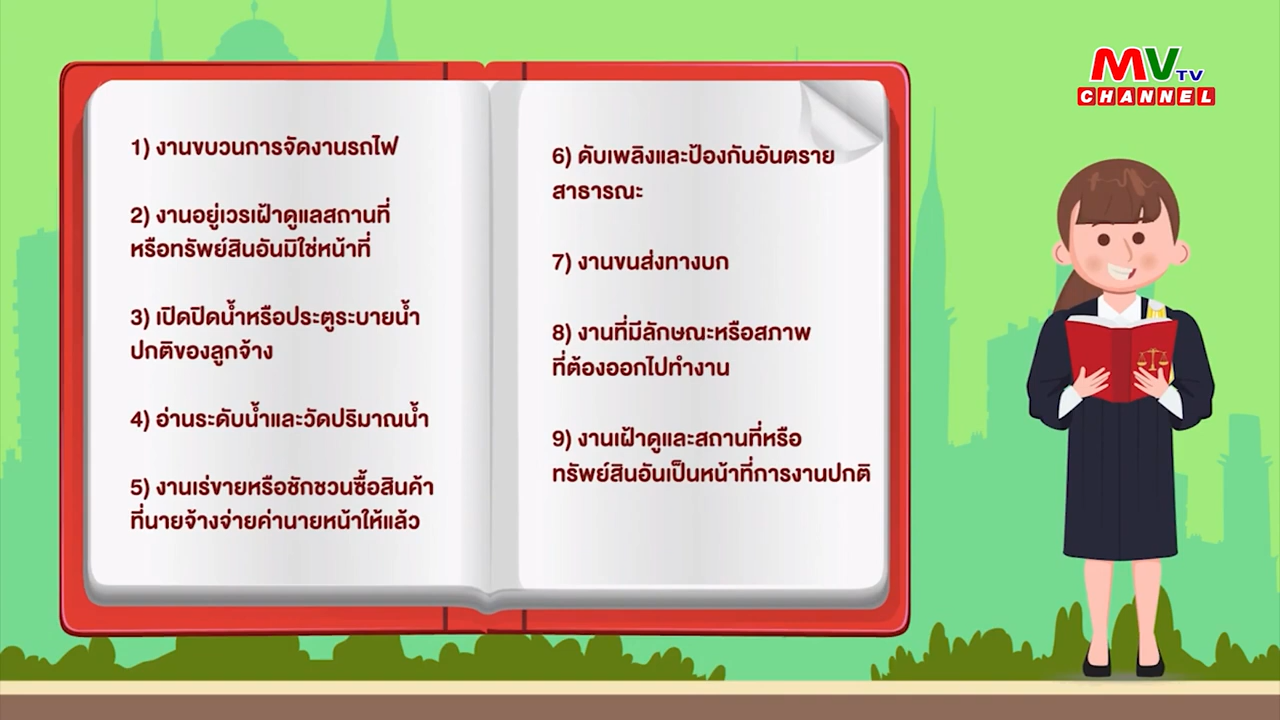 1) งานขบวนการจัดงานรถไฟ
2) งานอยู่เวรเฝ้าดูแลสถานที่
หรือทรัพย์สินอันมิใช่หน้าที่
3) เปิดปิดน้ำหรือประตูระบายน้ำ
ปกติของลูกจ้าง
4) อ่านระดับน้ำและวัดปริมาณน้ำ
5) งานเร่ขายหรือชักชวนซื้อสินค้า
ที่นายจ้างจ่ายค่านายหน้าให้แล้ว
6) ดับเพลิงและป้องกันอันตราย
สาธารณะ
7) งานขนส่งทางบก
8) งานที่มีลักษณะหรือสภาพ
ที่ต้องออกไปทำงาน
9) งานเฝ้าดูและสถานที่หรือ
ทรัพย์สินอันเป็นหน้าที่การงานปกติ
MVTV
CHANNEL